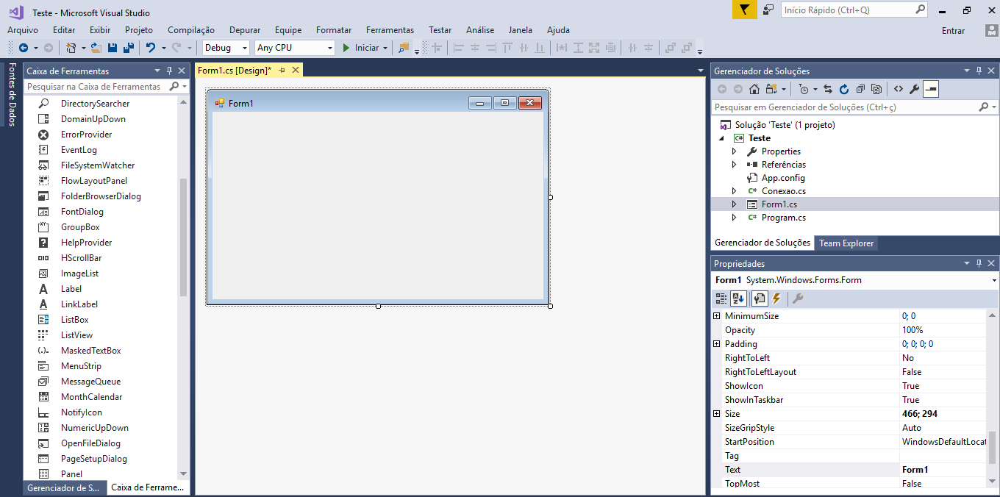 Teste - Microsoft Visual Studio
Início Rápido (Ctrl+Q)
Arquivo Editar Exibir Projeto Compilação Depurar Equipe Formatar Ferramentas Testar Análise Janela Ajuda Entrar
Debug Any CPU Iniciar
Fontes de Dados
Caixa de Ferramentas
Pesquisar na Caixa de Ferramentas
DirectorySearcher
DomainUpDown
ErrorProvider
EventLog
FileSystemWatcher
FlowLayoutPanel
FolderBrowserDialog
FontDialog
GroupBox
HelpProvider
HScrollBar
ImageList
Label
LinkLabel
ListBox
ListView
MaskedTextBox
MenuStrip
MessageQueue
MonthCalendar
NotifyIcon
NumericUpDown
OpenFileDialog
PageSetupDialog
Panel
Gerenciador de S... Caixa de Ferrame...
Form1.cs [Design]*
Form1
Gerenciador de Soluções
Pesquisar em Gerenciador de Soluções (Ctrl+ç)
Solução 'Teste' (1 projeto)
C# Teste
Properties
Referências
App.config
C# Conexao.cs
Form1.cs
C# Program.cs
Gerenciador de Soluções Team Explorer
Propriedades
Form1 System.Windows.Forms.Form
MinimumSize 0; 0
Opacity 100%
Padding 0; 0; 0; 0
RightToLeft No
RightToLeftLayout False
ShowIcon True
ShowInTaskbar True
Size 466; 294
SizeGripStyle Auto
StartPosition WindowsDefaultLocat
Tag
Text Form1
TopMost False